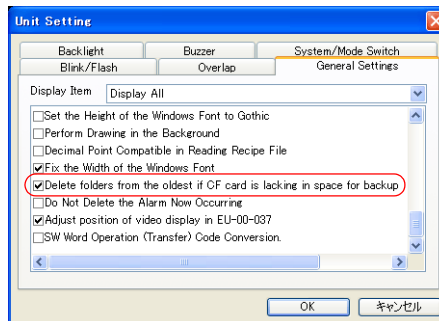 Unit Setting
Backlight Buzzer System/Mode Switch
Blink/Flash Overlap General Settings
Display Item Display All
Set the Height of the Windows Font to Gothic
Perform Drawing in the Background
Decimal Point Compatible in Reading Recipe File
Fix the Width of the Windows Font
Delete folders from the oldest if CF card is lacking in space for backup
Do Not Delete the Alarm Now Occurring
Adjust position of video display in EU-00-037
SW Word Operation (Transfer) Code Conversion.
OK キャンセル